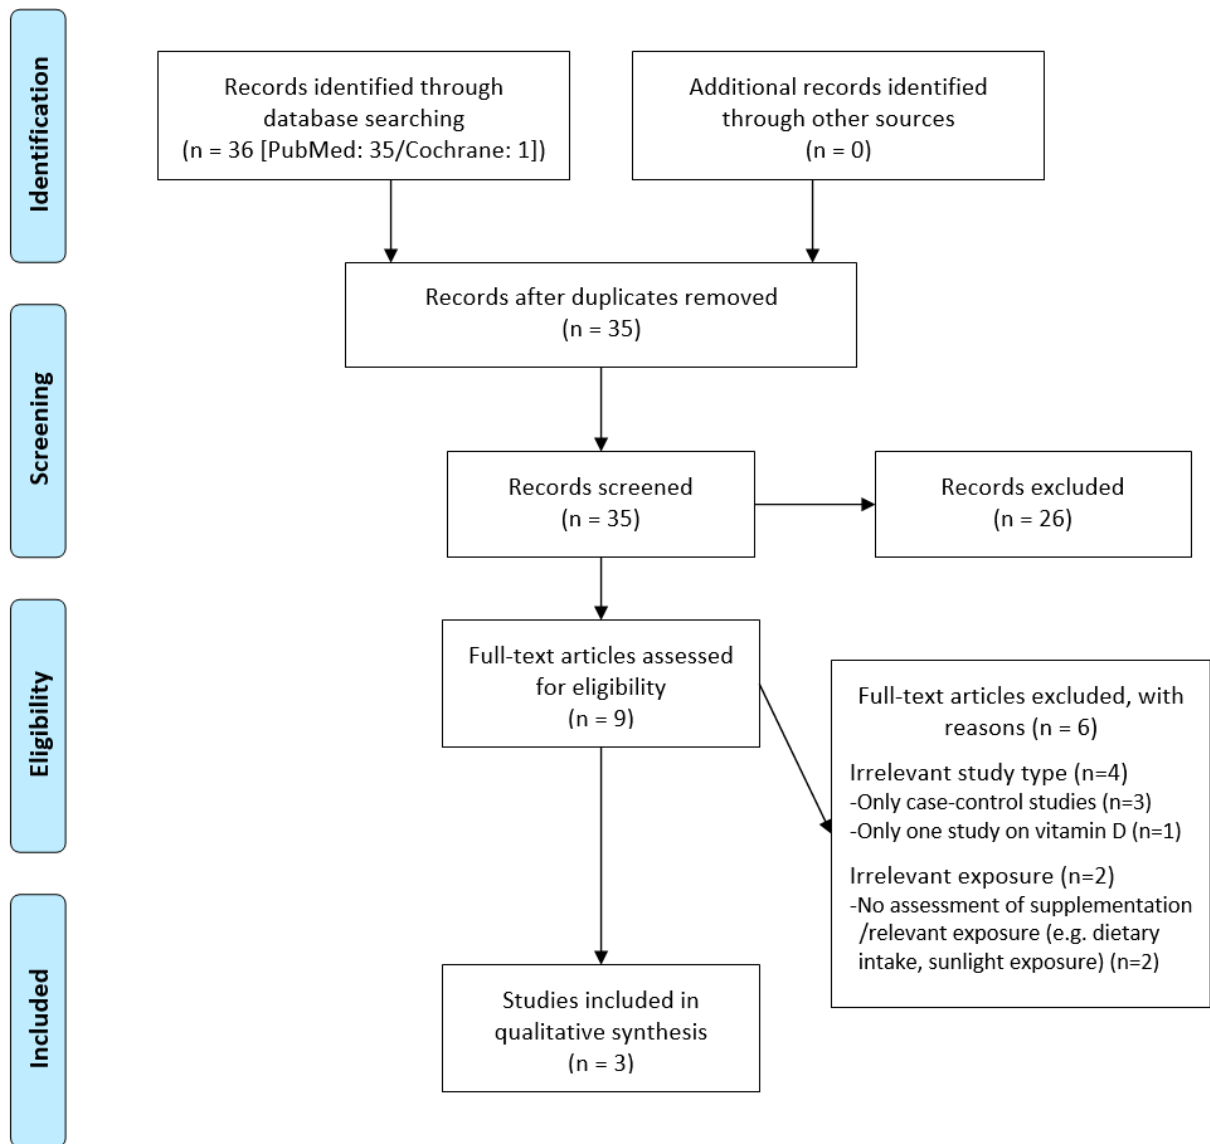 Identification
Records identified through
database searching
(n = 36 [PubMed: 35/Cochrane: 1])
Additional records identified
through other sources
(n = 0)
Records after duplicates removed
(n = 35)
Screening
Records screened
(n = 35)
Records excluded
(n = 26)
Eligibility
Full-text articles assessed
for eligibility
(n = 9)
Full-text articles excluded, with
reasons (n = 6)
Irrelevant study type (n=4)
-Only case-control studies (n=3)
-Only one study on vitamin D (n=1)
Irrelevant exposure (n=2)
-No assessment of supplementation
/relevant exposure (e.g. dietary
intake, sunlight exposure) (n=2)
Included
Studies included in
qualitative synthesis
(n = 3)